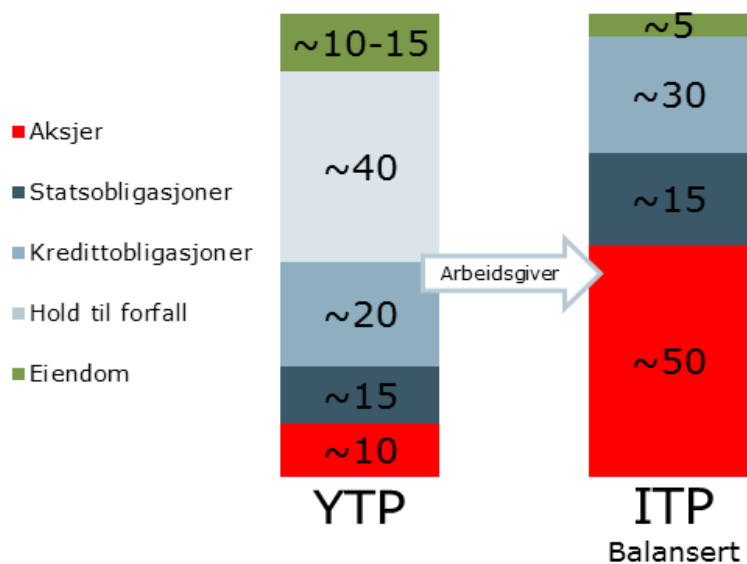 Aksjer
Statsobligasjoner
Kredittobligasjoner
Hold til forfall
Eiendom
~10-15
~40
~20
~15
~10
YTP
Arbeidsgiver
~5
~30
~15
~50
ITP
Balansert